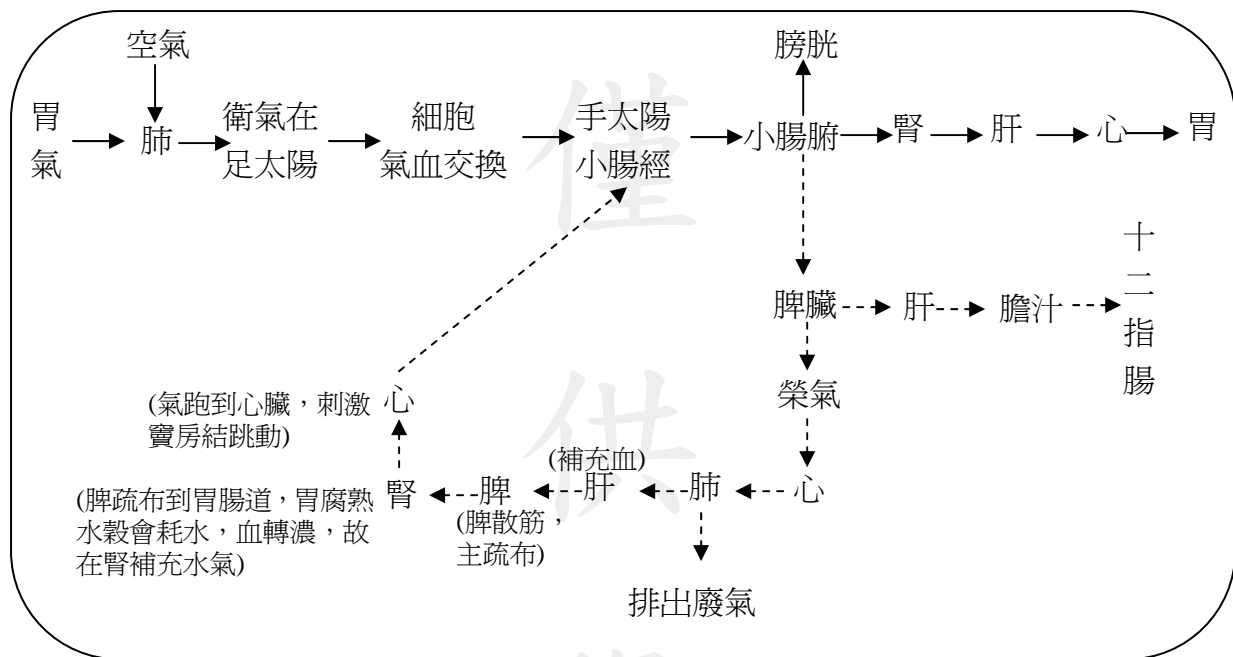 空氣
膀胱
胃氣
肺
衛氣在
足太陽
細胞
氣血交換
手太陽
小腸經
小腸腑
腎
肝
心
胃
僅
脾臟
肝
膽汁
十二指腸
榮氣
心
(氣跑到心臟，刺激
竇房結跳動)
供
(補充血)
心
肺
肝
脾
腎
(脾散筋，
主疏布)
(脾疏布到胃腸道，胃腐熟
水穀會耗水，血轉濃，故
在腎補充水氣)
排出廢氣